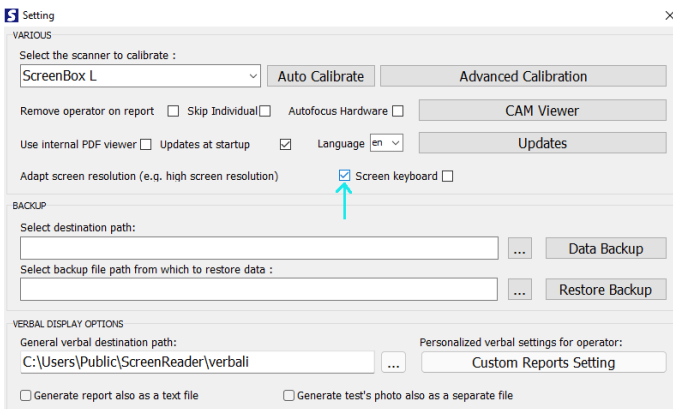 S Setting
VARIOUS
Select the scanner to calibrate :
ScreenBox L Auto Calibrate Advanced Calibration
Remove operator on report Skip Individual Autofocus Hardware CAM Viewer
Use internal PDF viewer Updates at startup Language en Updates
Adapt screen resolution (e.g. high screen resolution) Screen keyboard
BACKUP
Select destination path:
... Data Backup
Select backup file path from which to restore data :
... Restore Backup
VERBAL DISPLAY OPTIONS
General verbal destination path: Personalized verbal settings for operator:
C:\Users\Public\ScreenReader\verbali ... Custom Reports Setting
Generate report also as a text file Generate test's photo also as a separate file